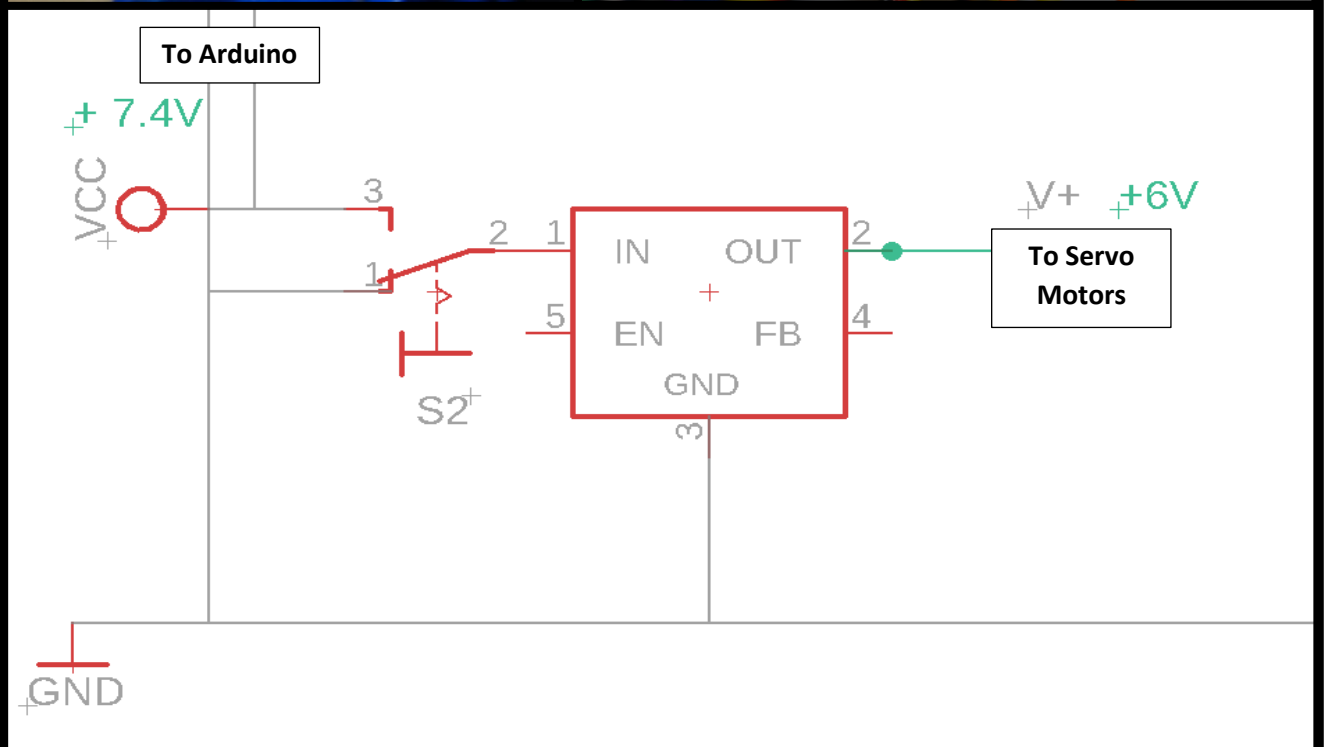 To Arduino
+ 7.4V
VCC
3
1
2
S2
1
IN
OUT
2
5
EN
FB
4
GND
3
V+
+6V
To Servo
Motors
GND